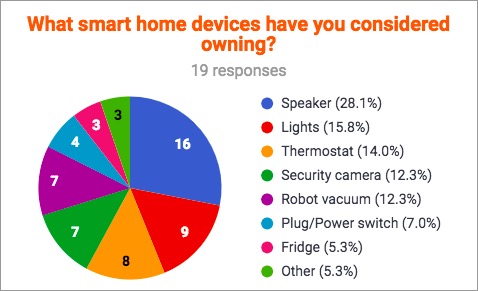 What smart home devices have you considered
owning?
19 responses
16
9
8
7
7
4
3
3
Speaker (28.1%)
Lights (15.8%)
Thermostat (14.0%)
Security camera (12.3%)
Robot vacuum (12.3%)
Plug/Power switch (7.0%)
Fridge (5.3%)
Other (5.3%)